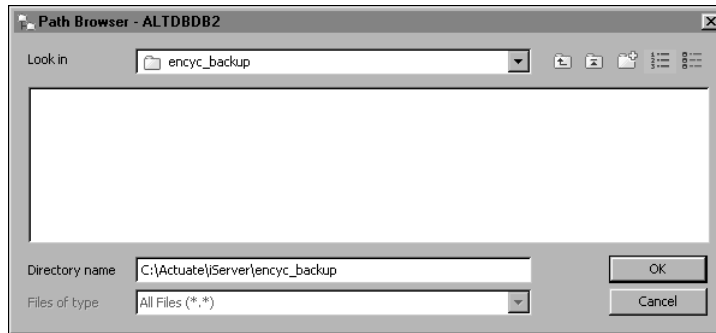 Path Browser - ALTDBDB2
Look in
encyc_backup
Directory name
C:\Actuate\iServer\encyc_backup
OK
Files of type
All Files (*.*)
Cancel